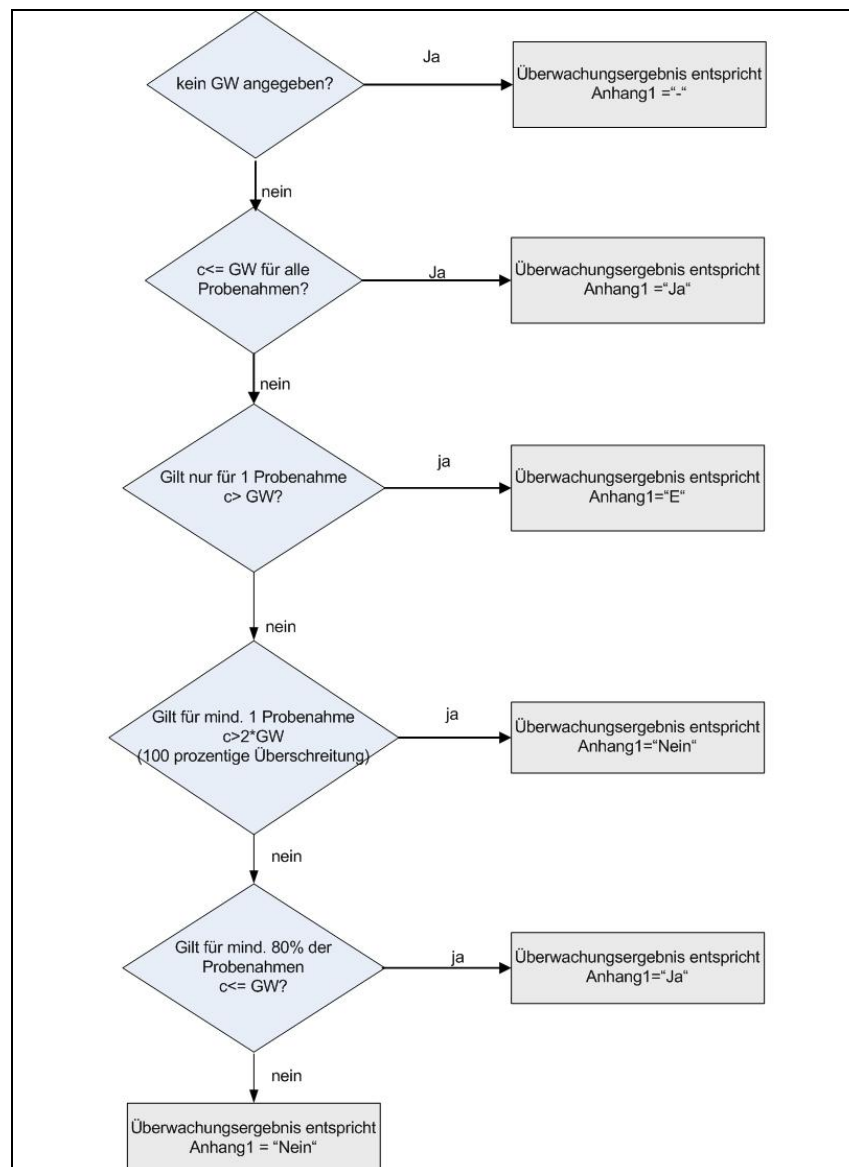 kein GW angegeben?
Ja
Überwachungsergebnis entspricht
Anhang1 =“-“
nein
c<= GW für alle
Probenahmen?
Ja
Überwachungsergebnis entspricht
Anhang1 =“Ja“
nein
Gilt nur für 1 Probenahme
c> GW?
ja
Überwachungsergebnis entspricht
Anhang1=“E“
nein
Gilt für mind. 1 Probenahme
c>2*GW
(100 prozentige Überschreitung)
ja
Überwachungsergebnis entspricht
Anhang1=“Nein“
nein
Gilt für mind. 80% der
Probenahmen
c<= GW?
ja
Überwachungsergebnis entspricht
Anhang1=“Ja“
nein
Überwachungsergebnis entspricht
Anhang1 = “Nein“